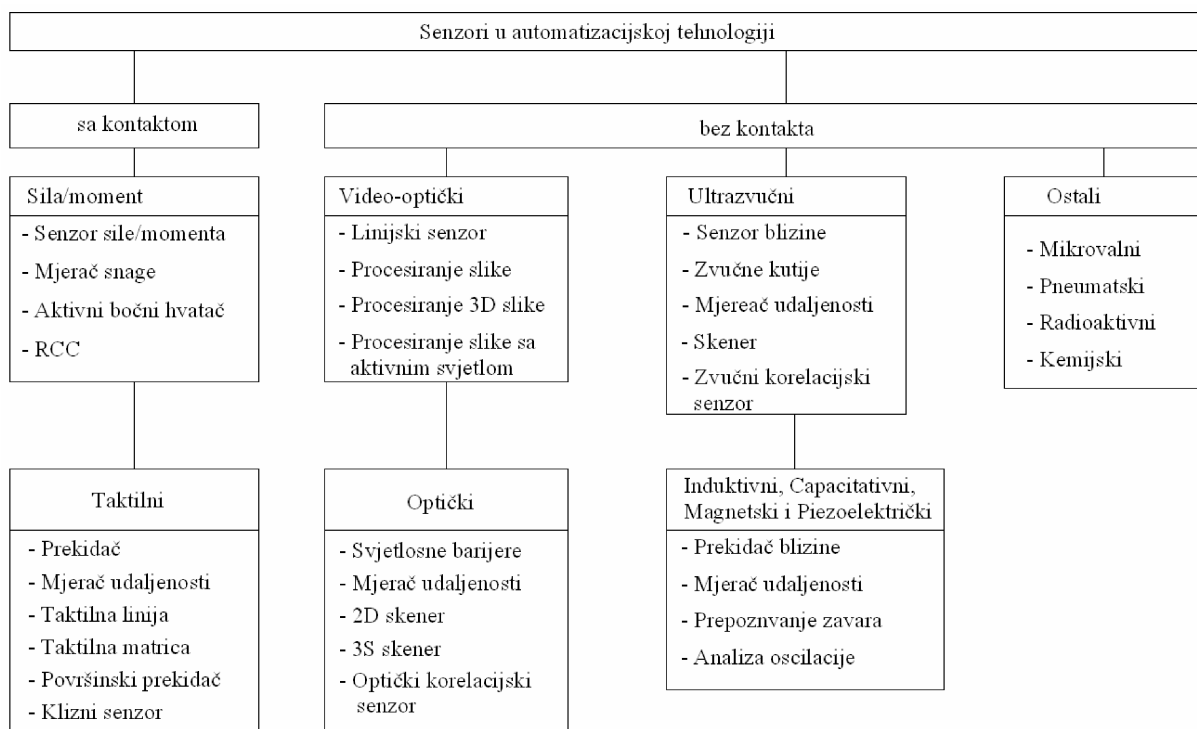 Senzori u automatizacijskoj tehnologiji
sa kontaktom
bez kontakta
Sila/moment
- Senzor sile/momenta
- Mjerač snage
- Aktivni bočni hvatač
- RCC
Video-optički
- Linijski senzor
- Procesiranje slike
- Procesiranje 3D slike
- Procesiranje slike sa
aktivnim svjetlom
Ultrazvučni
- Senzor blizine
- Zvučne kutije
- Mjereač udaljenosti
- Skener
- Zvučni korelacijski
senzor
Ostali
- Mikrovalni
- Pneumatski
- Radioaktivni
- Kemijski
Taktilni
- Prekidač
- Mjerač udaljenosti
- Taktilna linija
- Taktilna matrica
- Površinski prekidač
- Klizni senzor
Optički
- Svjetlosne barijere
- Mjerač udaljenosti
- 2D skener
- 3S skener
- Optički korelacijski
senzor
Induktivni, Capacitativni,
Magnetski i Piezoelektrički
- Prekidač blizine
- Mjerač udaljenosti
- Prepoznvanje zavara
- Analiza oscilacije